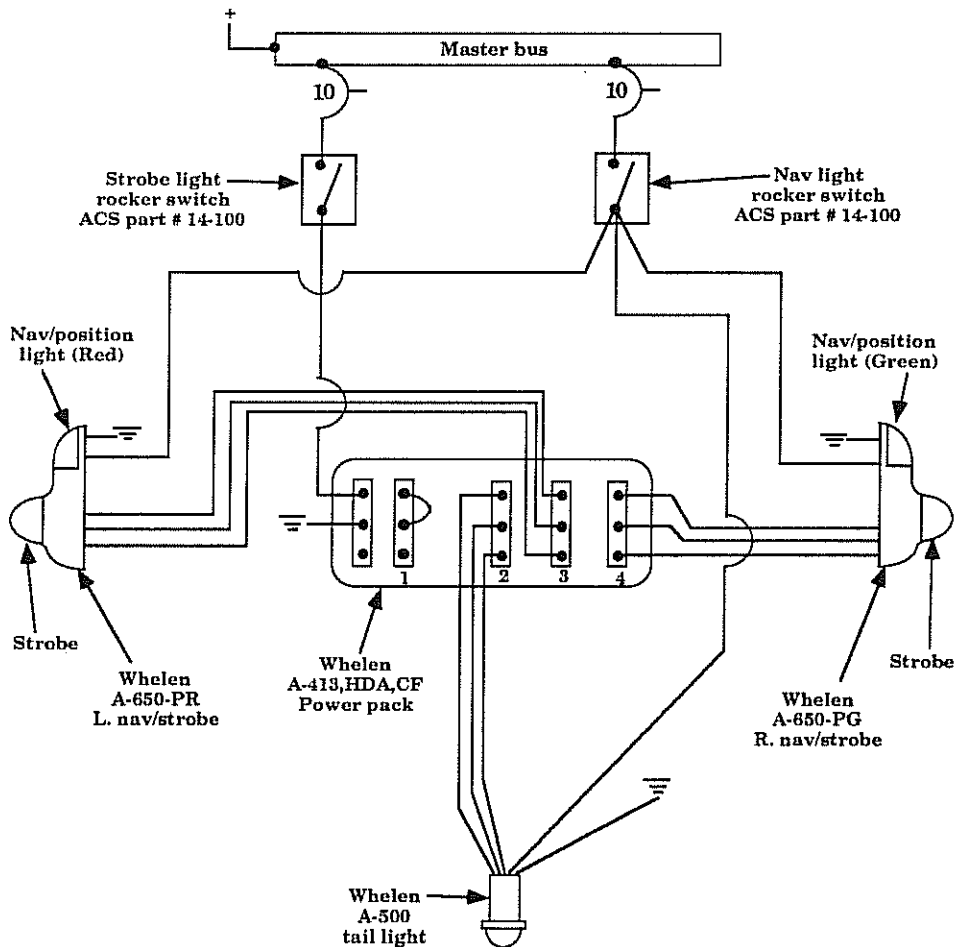 +
Master bus
10
10
Strobe light
rocker switch
ACS part # 14-100
Nav light
rocker switch
ACS part # 14-100
Nav/position
light (Red)
Nav/position
light (Green)
1
2
3
4
Strobe
Whelen
A-650-PR
L. nav/strobe
Whelen
A-413,HDA,CF
Power pack
Whelen
A-650-PG
R. nav/strobe
Strobe
Whelen
A-500
tail light